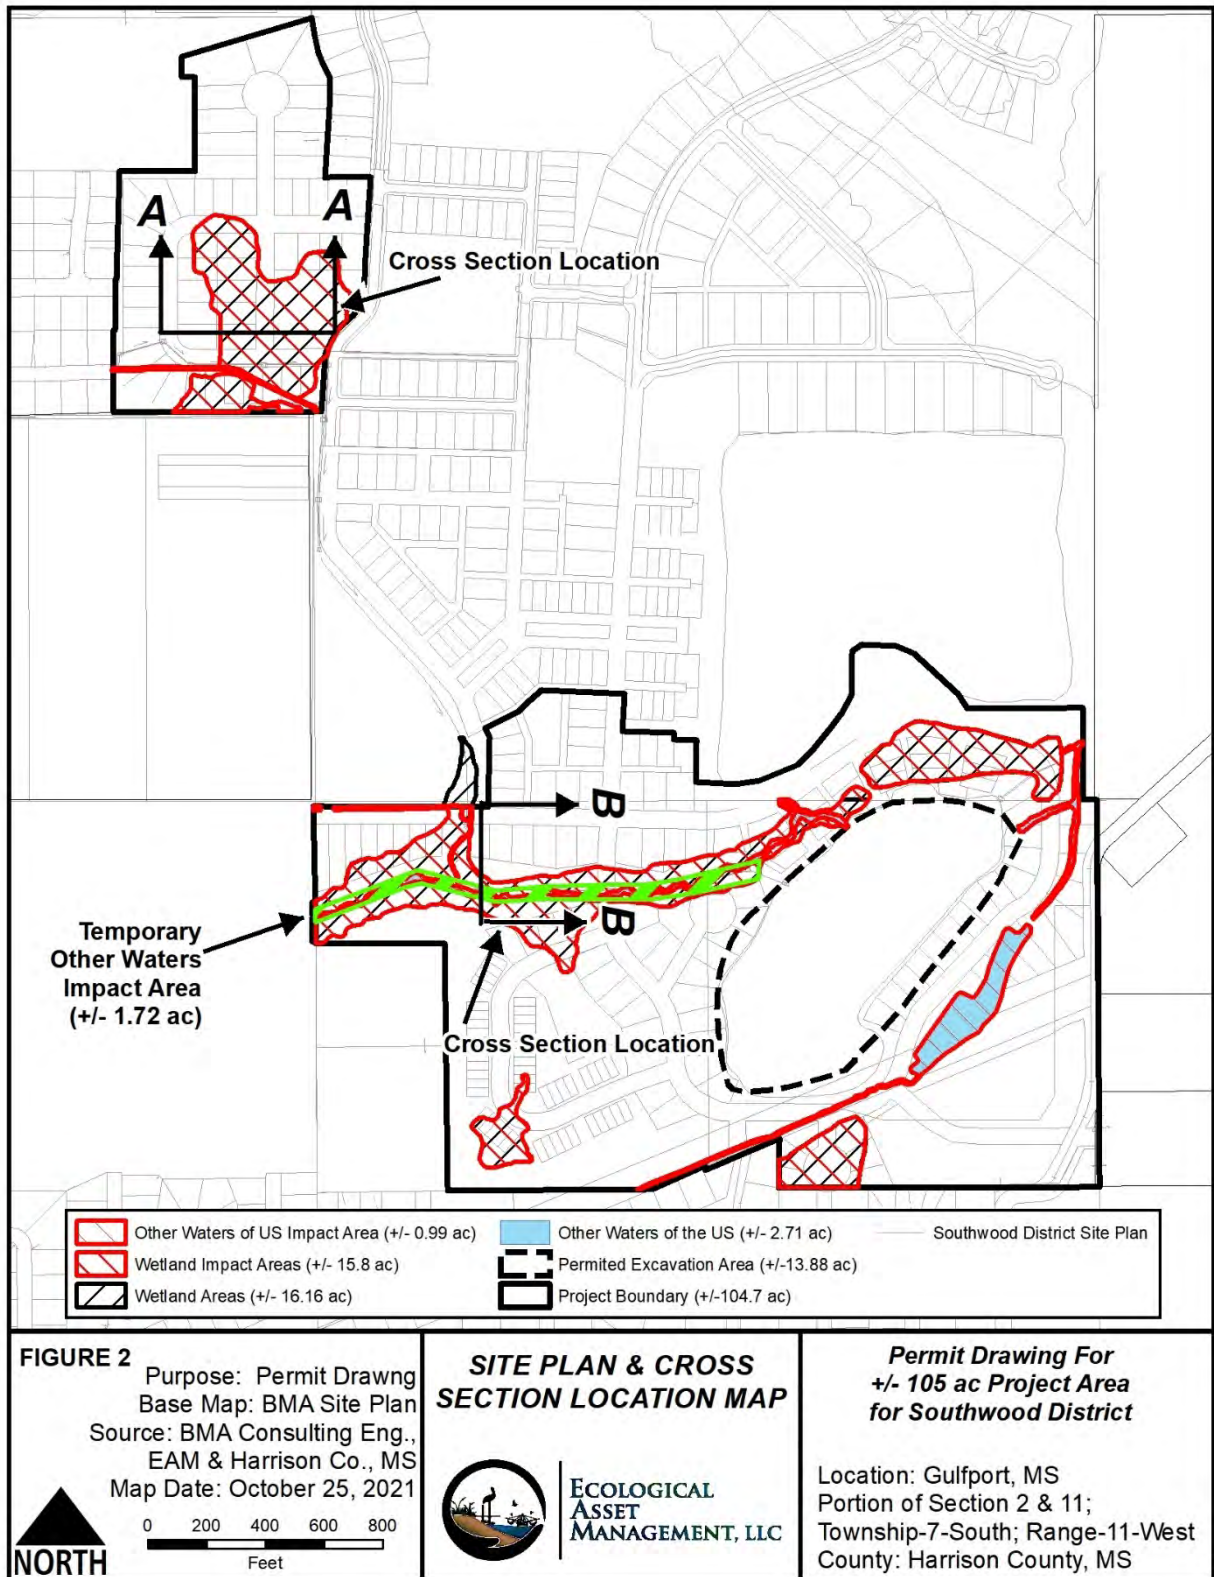 A
A
Cross Section Location
B
B
Temporary
Other Waters
Impact Area
(+/- 1.72 ac)
Cross Section Location
Other Waters of US Impact Area (+/- 0.99 ac)
Wetland Impact Areas (+/- 15.8 ac)
Wetland Areas (+/- 16.16 ac)
Other Waters of the US (+/- 2.71 ac)
Permited Excavation Area (+/-13.88 ac)
Project Boundary (+/-104.7 ac)
Southwood District Site Plan
FIGURE 2
Purpose: Permit Drawng
Base Map: BMA Site Plan
Source: BMA Consulting Eng.,
EAM & Harrison Co., MS
Map Date: October 25, 2021
NORTH
0 200 400 600 800
Feet
SITE PLAN & CROSS
SECTION LOCATION MAP
ECOLOGICAL
ASSET
MANAGEMENT, LLC
Permit Drawing For
+/- 105 ac Project Area
for Southwood District
Location: Gulfport, MS
Portion of Section 2 & 11;
Township-7-South; Range-11-West
County: Harrison County, MS